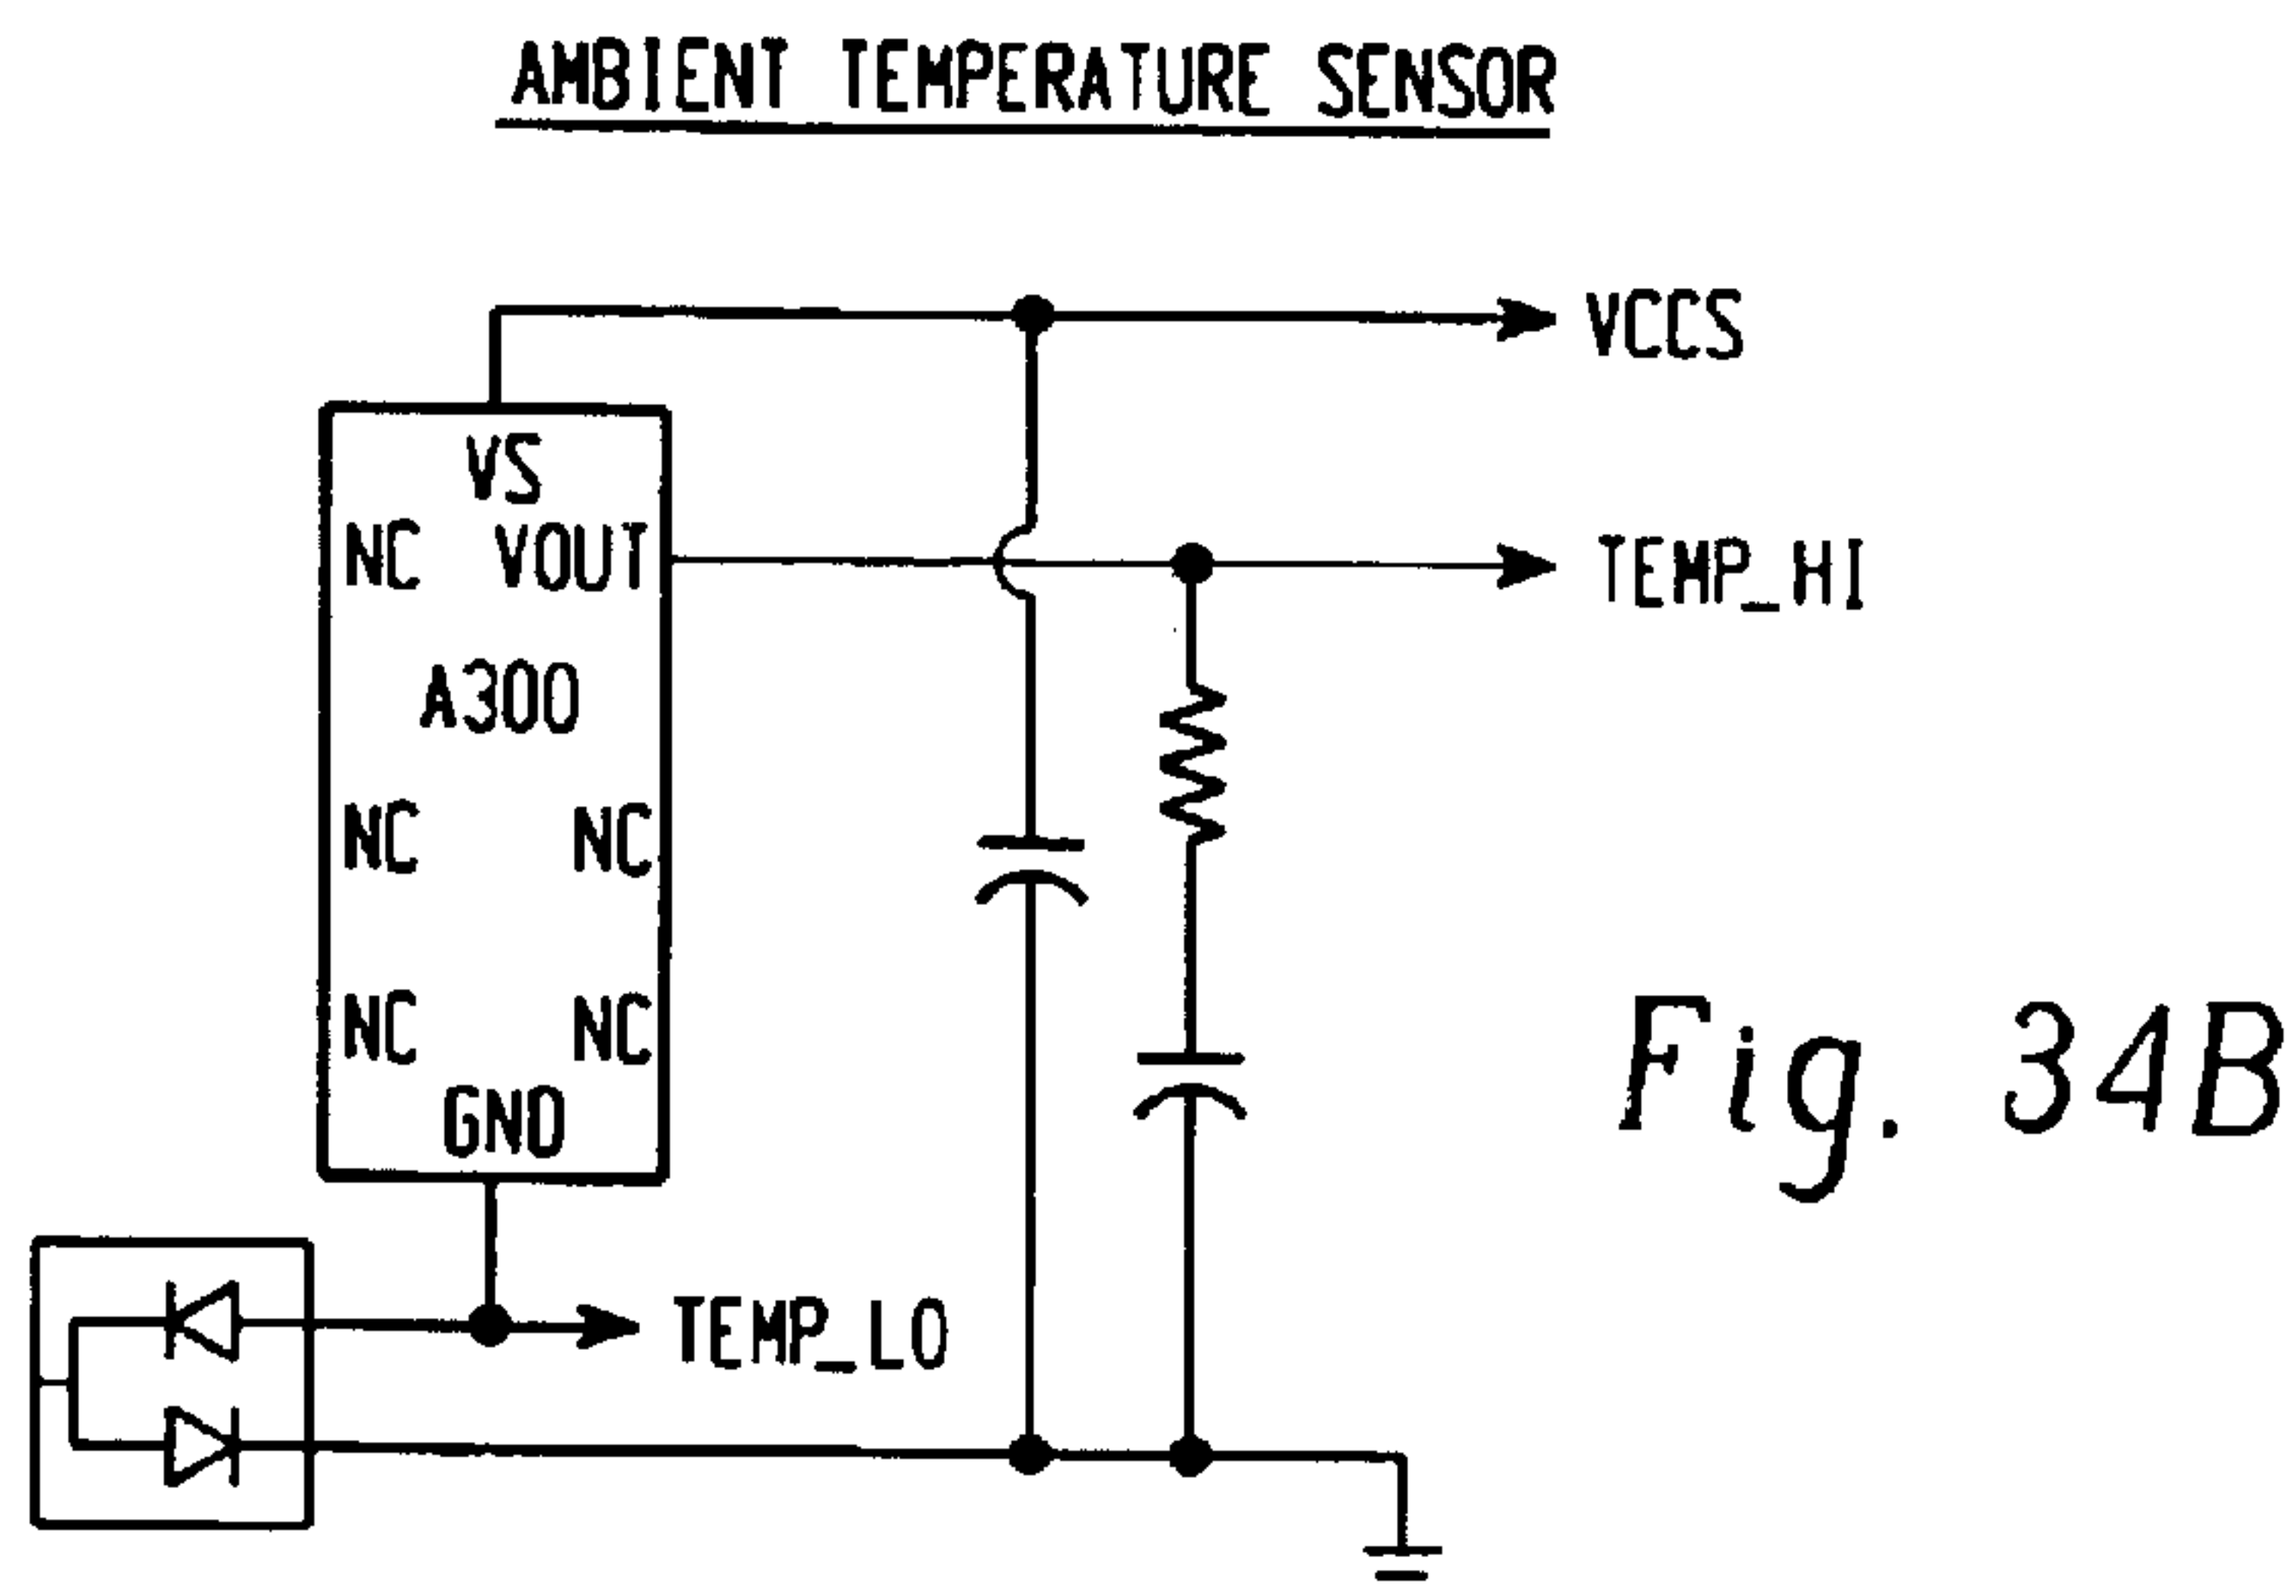 AMBIENT TEMPERATURE SENSOR
VCCS
VS
NC VOUT
TEMP_HI
A300
NC NC
NC NC
GND
Fig. 34B
TEMP_LO